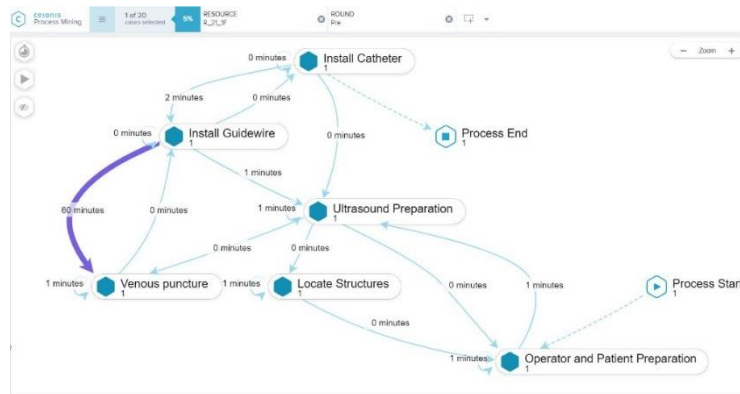 celonis
Process Mining
1 of 20
cases selected
5%
RESOURCE
R_21_1F
ROUND
Pre
Zoom
0 minutes
Install Catheter
1
2 minutes
0 minutes
0 minutes
Install Guidewire
1
0 minutes
Process End
1
1 minutes
60 minutes
0 minutes
1 minutes
Ultrasound Preparation
1
0 minutes
0 minutes
1 minutes
Venous puncture
1
1 minutes
Locate Structures
1
0 minutes
1 minutes
Process Start
1
0 minutes
1 minutes
Operator and Patient Preparation
1